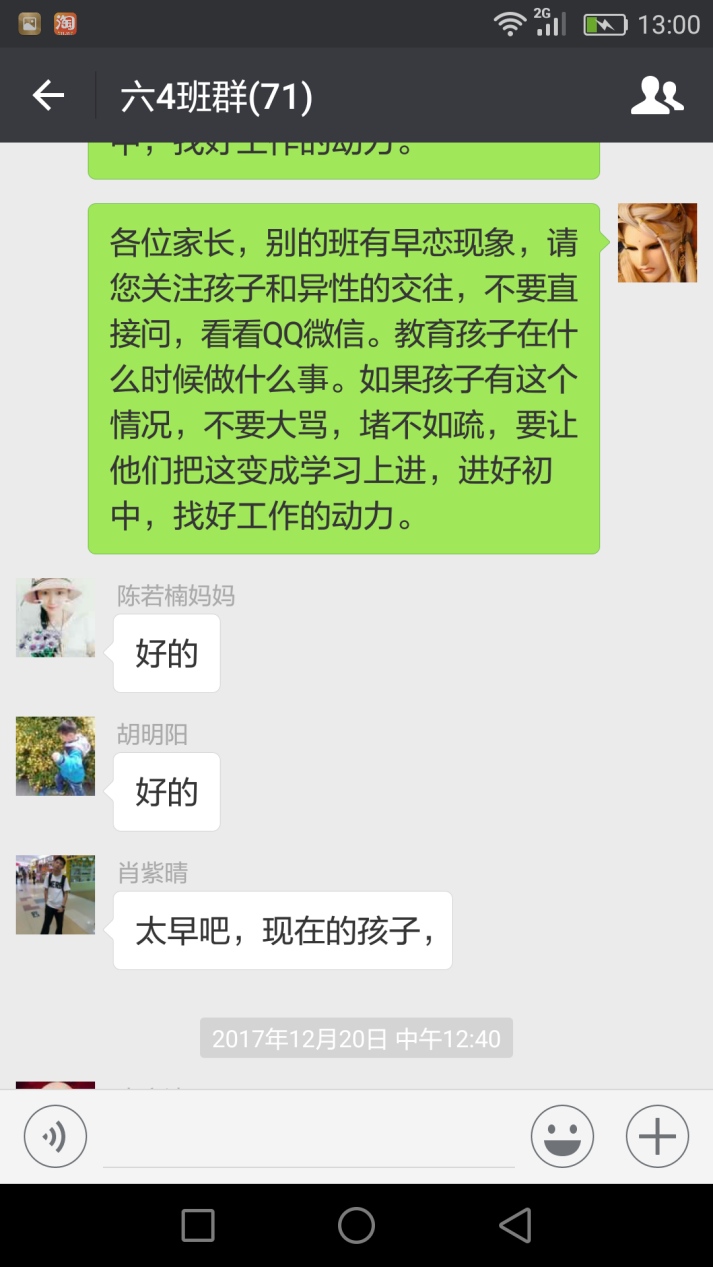 淘
2G
13:00
六4班群(71)
中，找好工作的动力。
各位家长，别的班有早恋现象，请
您关注孩子和异性的交往，不要直
接问，看看QQ微信。教育孩子在什
么时候做什么事。如果孩子有这个
情况，不要大骂，堵不如疏，要让
他们把这变成学习上进，进好初
中，找好工作的动力。
陈若楠妈妈
好的
胡明阳
好的
肖紫晴
太早吧，现在的孩子，
2017年12月20日 中午12:40